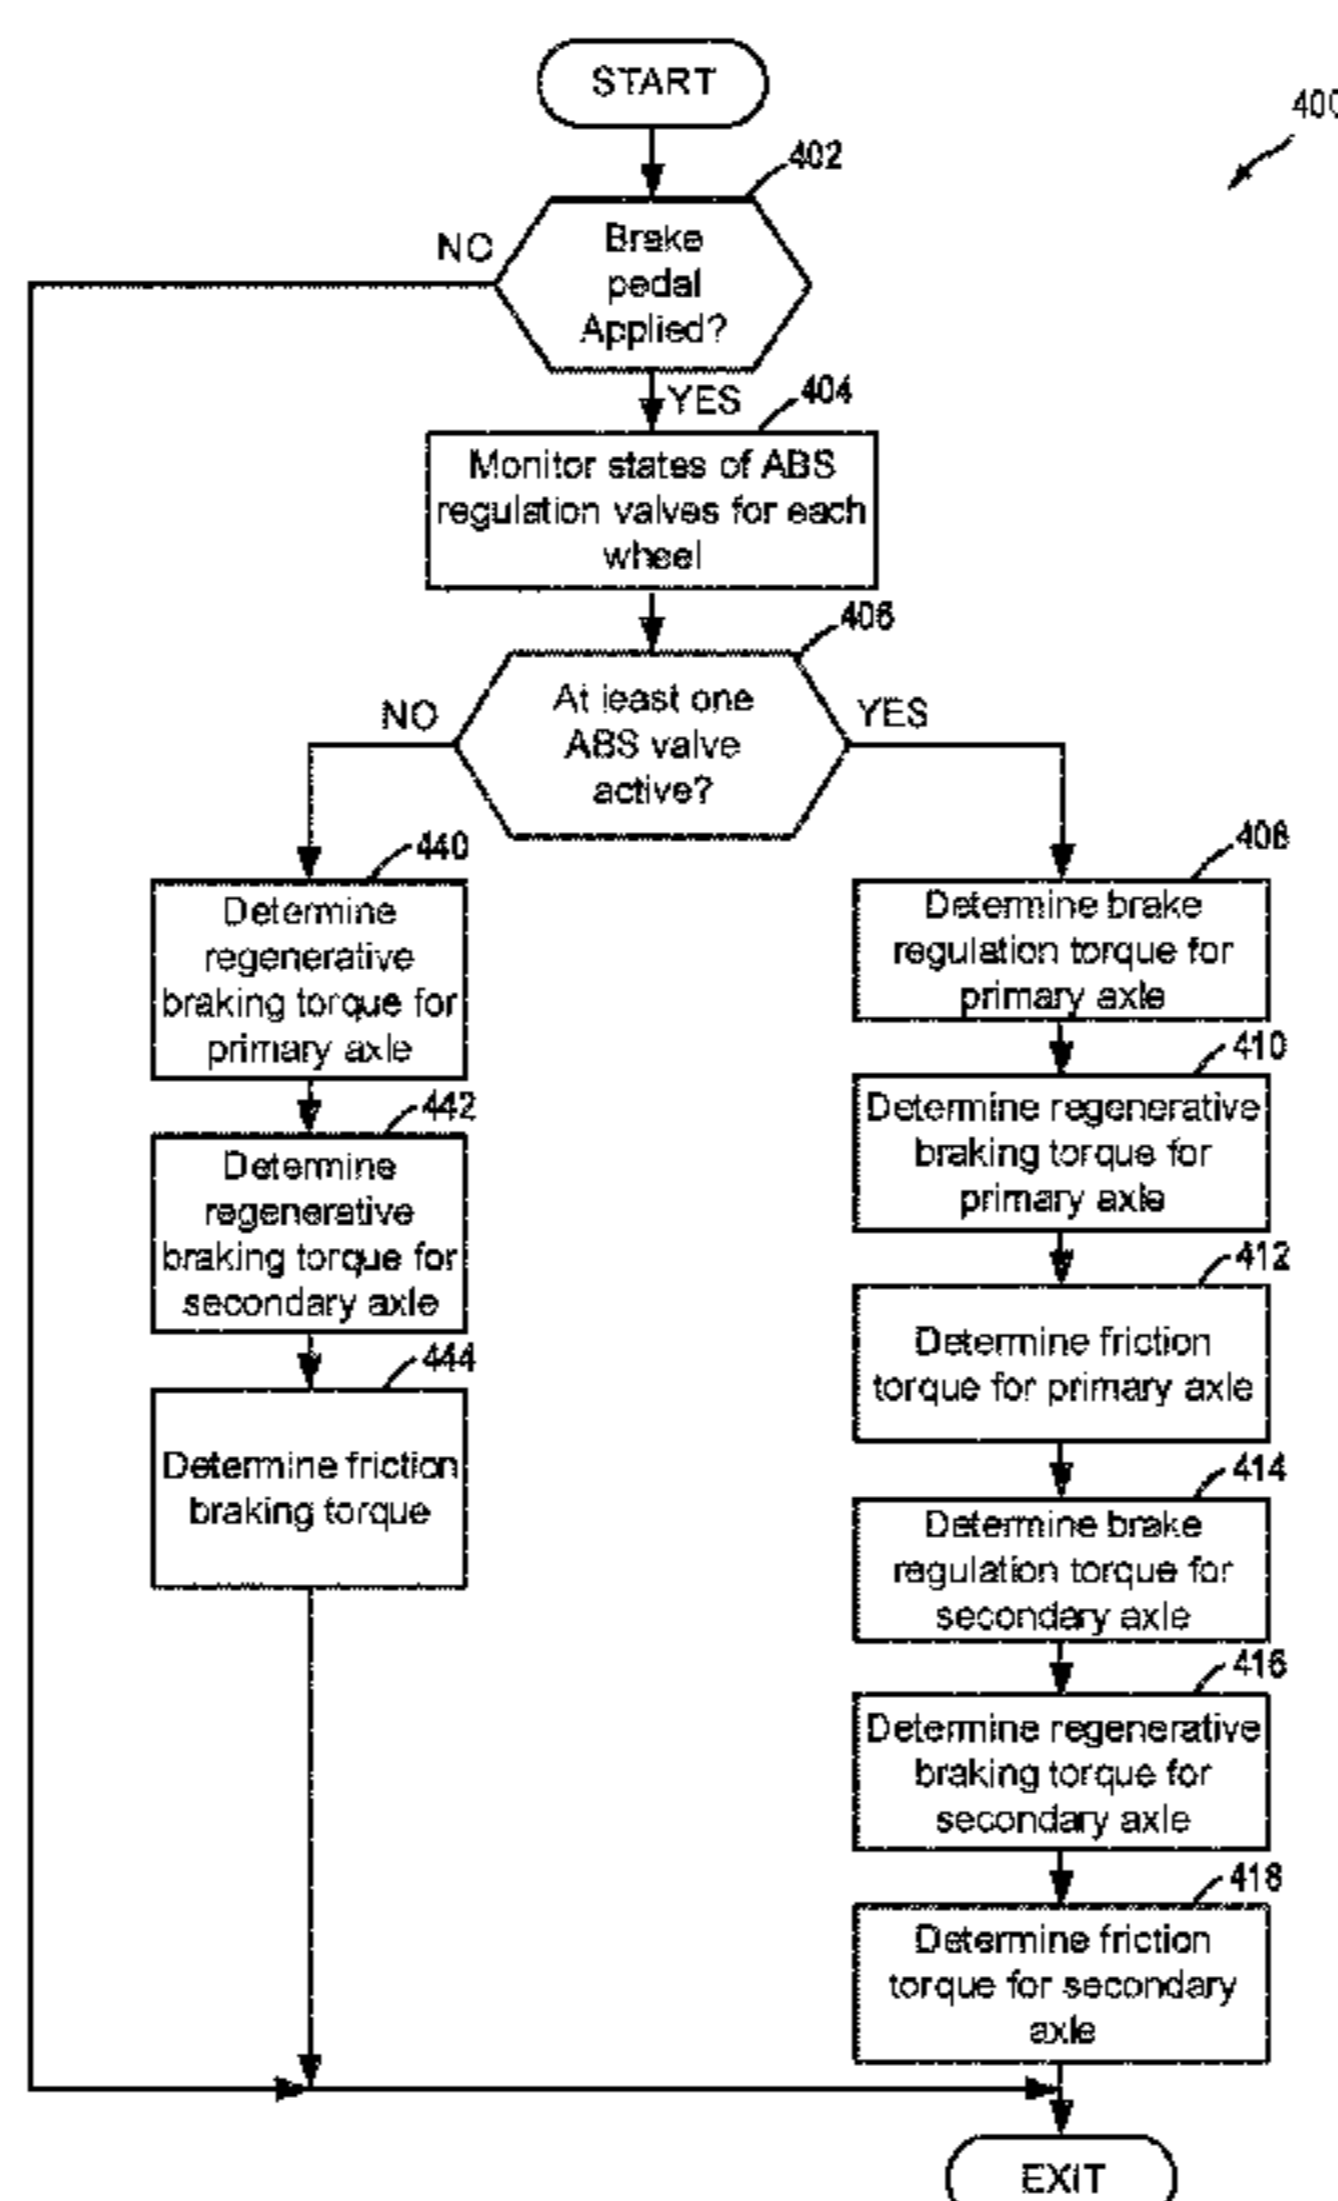 START
400
402
NO
Brake
pedal
Applied?
YES
404
Monitor states of ABS
regulation valves for each
wheel
406
NO
At least one
ABS valve
active?
YES
440
408
Determine
regenerative
braking torque for
primary axle
Determine brake
regulation torque for
primary axle
442
410
Determine
regenerative
braking torque for
secondary axle
Determine regenerative
braking torque for
primary axle
444
412
Determine friction
braking torque
Determine friction
torque for primary axle
414
Determine brake
regulation torque for
secondary axle
416
Determine regenerative
braking torque for
secondary axle
418
Determine friction
torque for secondary
axle
EXIT